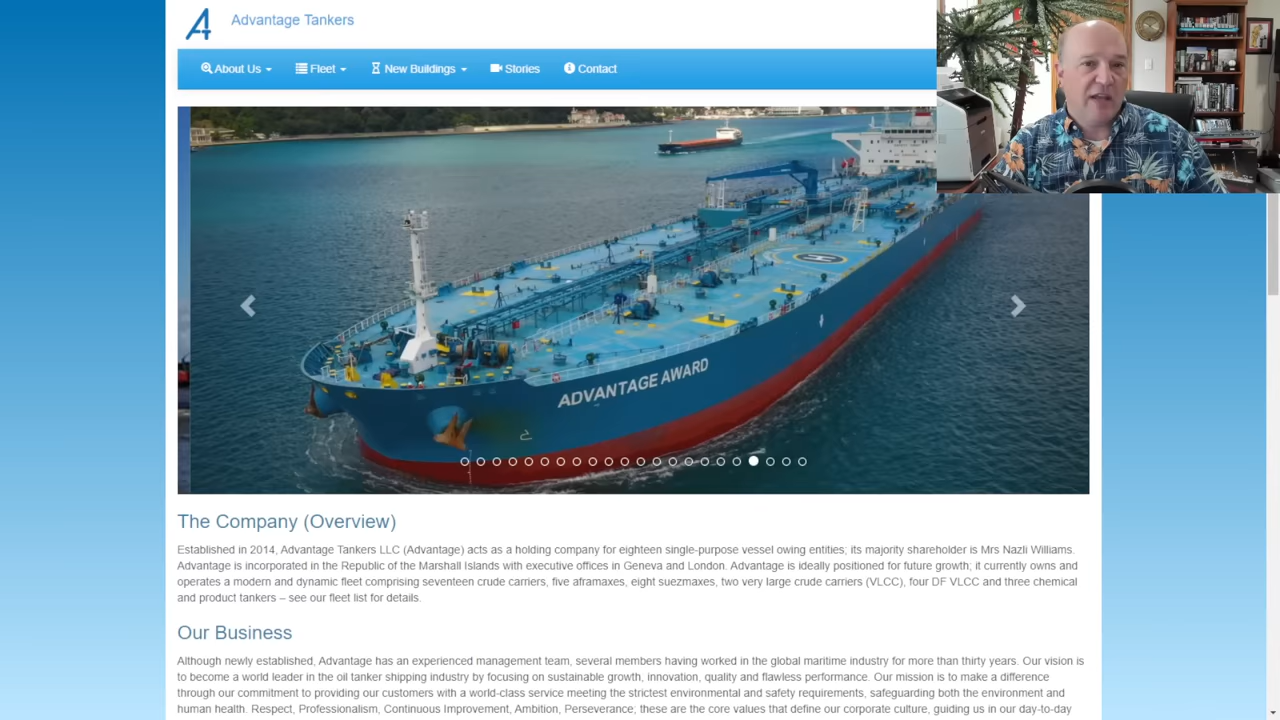 Advantage Tankers
About Us
Fleet
New Buildings
Stories
Contact
H
ADVANTAGE AWARD
The Company (Overview)
Established in 2014, Advantage Tankers LLC (Advantage) acts as a holding company for eighteen single-purpose vessel owing entities; its majority shareholder is Mrs Nazli Williams.
Advantage is incorporated in the Republic of the Marshall Islands with executive offices in Geneva and London. Advantage is ideally positioned for future growth; it currently owns and
operates a modern and dynamic fleet comprising seventeen crude carriers, five aframaxes, eight suezmaxes, two very large crude carriers (VLCC), four DF VLCC and three chemical
and product tankers – see our fleet list for details.
Our Business
Although newly established, Advantage has an experienced management team, several members having worked in the global maritime industry for more than thirty years. Our vision is
to become a world leader in the oil tanker shipping industry by focusing on sustainable growth, innovation, quality and flawless performance. Our mission is to make a difference
through our commitment to providing our customers with a world-class service meeting the strictest environmental and safety requirements, safeguarding both the environment and
human health. Respect, Professionalism, Continuous Improvement, Ambition, Perseverance; these are the core values that define our corporate culture, guiding us in our day-to-day